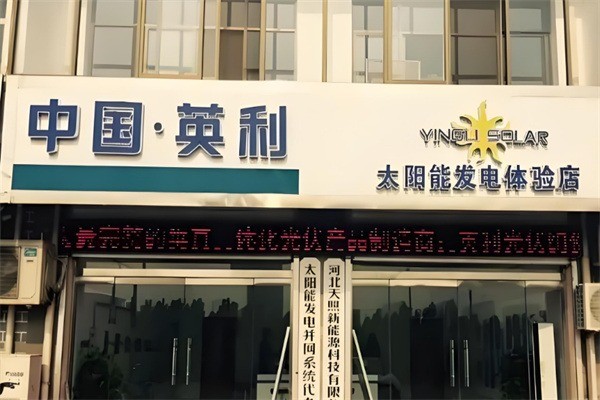 中国·英利
YINGLI SOLAR
太阳能发电体验店
太阳能发电并网系统代
河北天照新能源科技有限